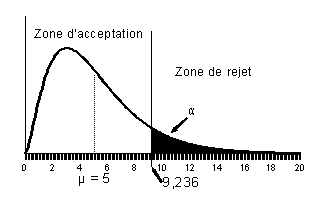 Zone d'acceptation
Zone de rejet
α
0 2 4 6 8 10 12 14 16 18 20
μ = 5
9,236